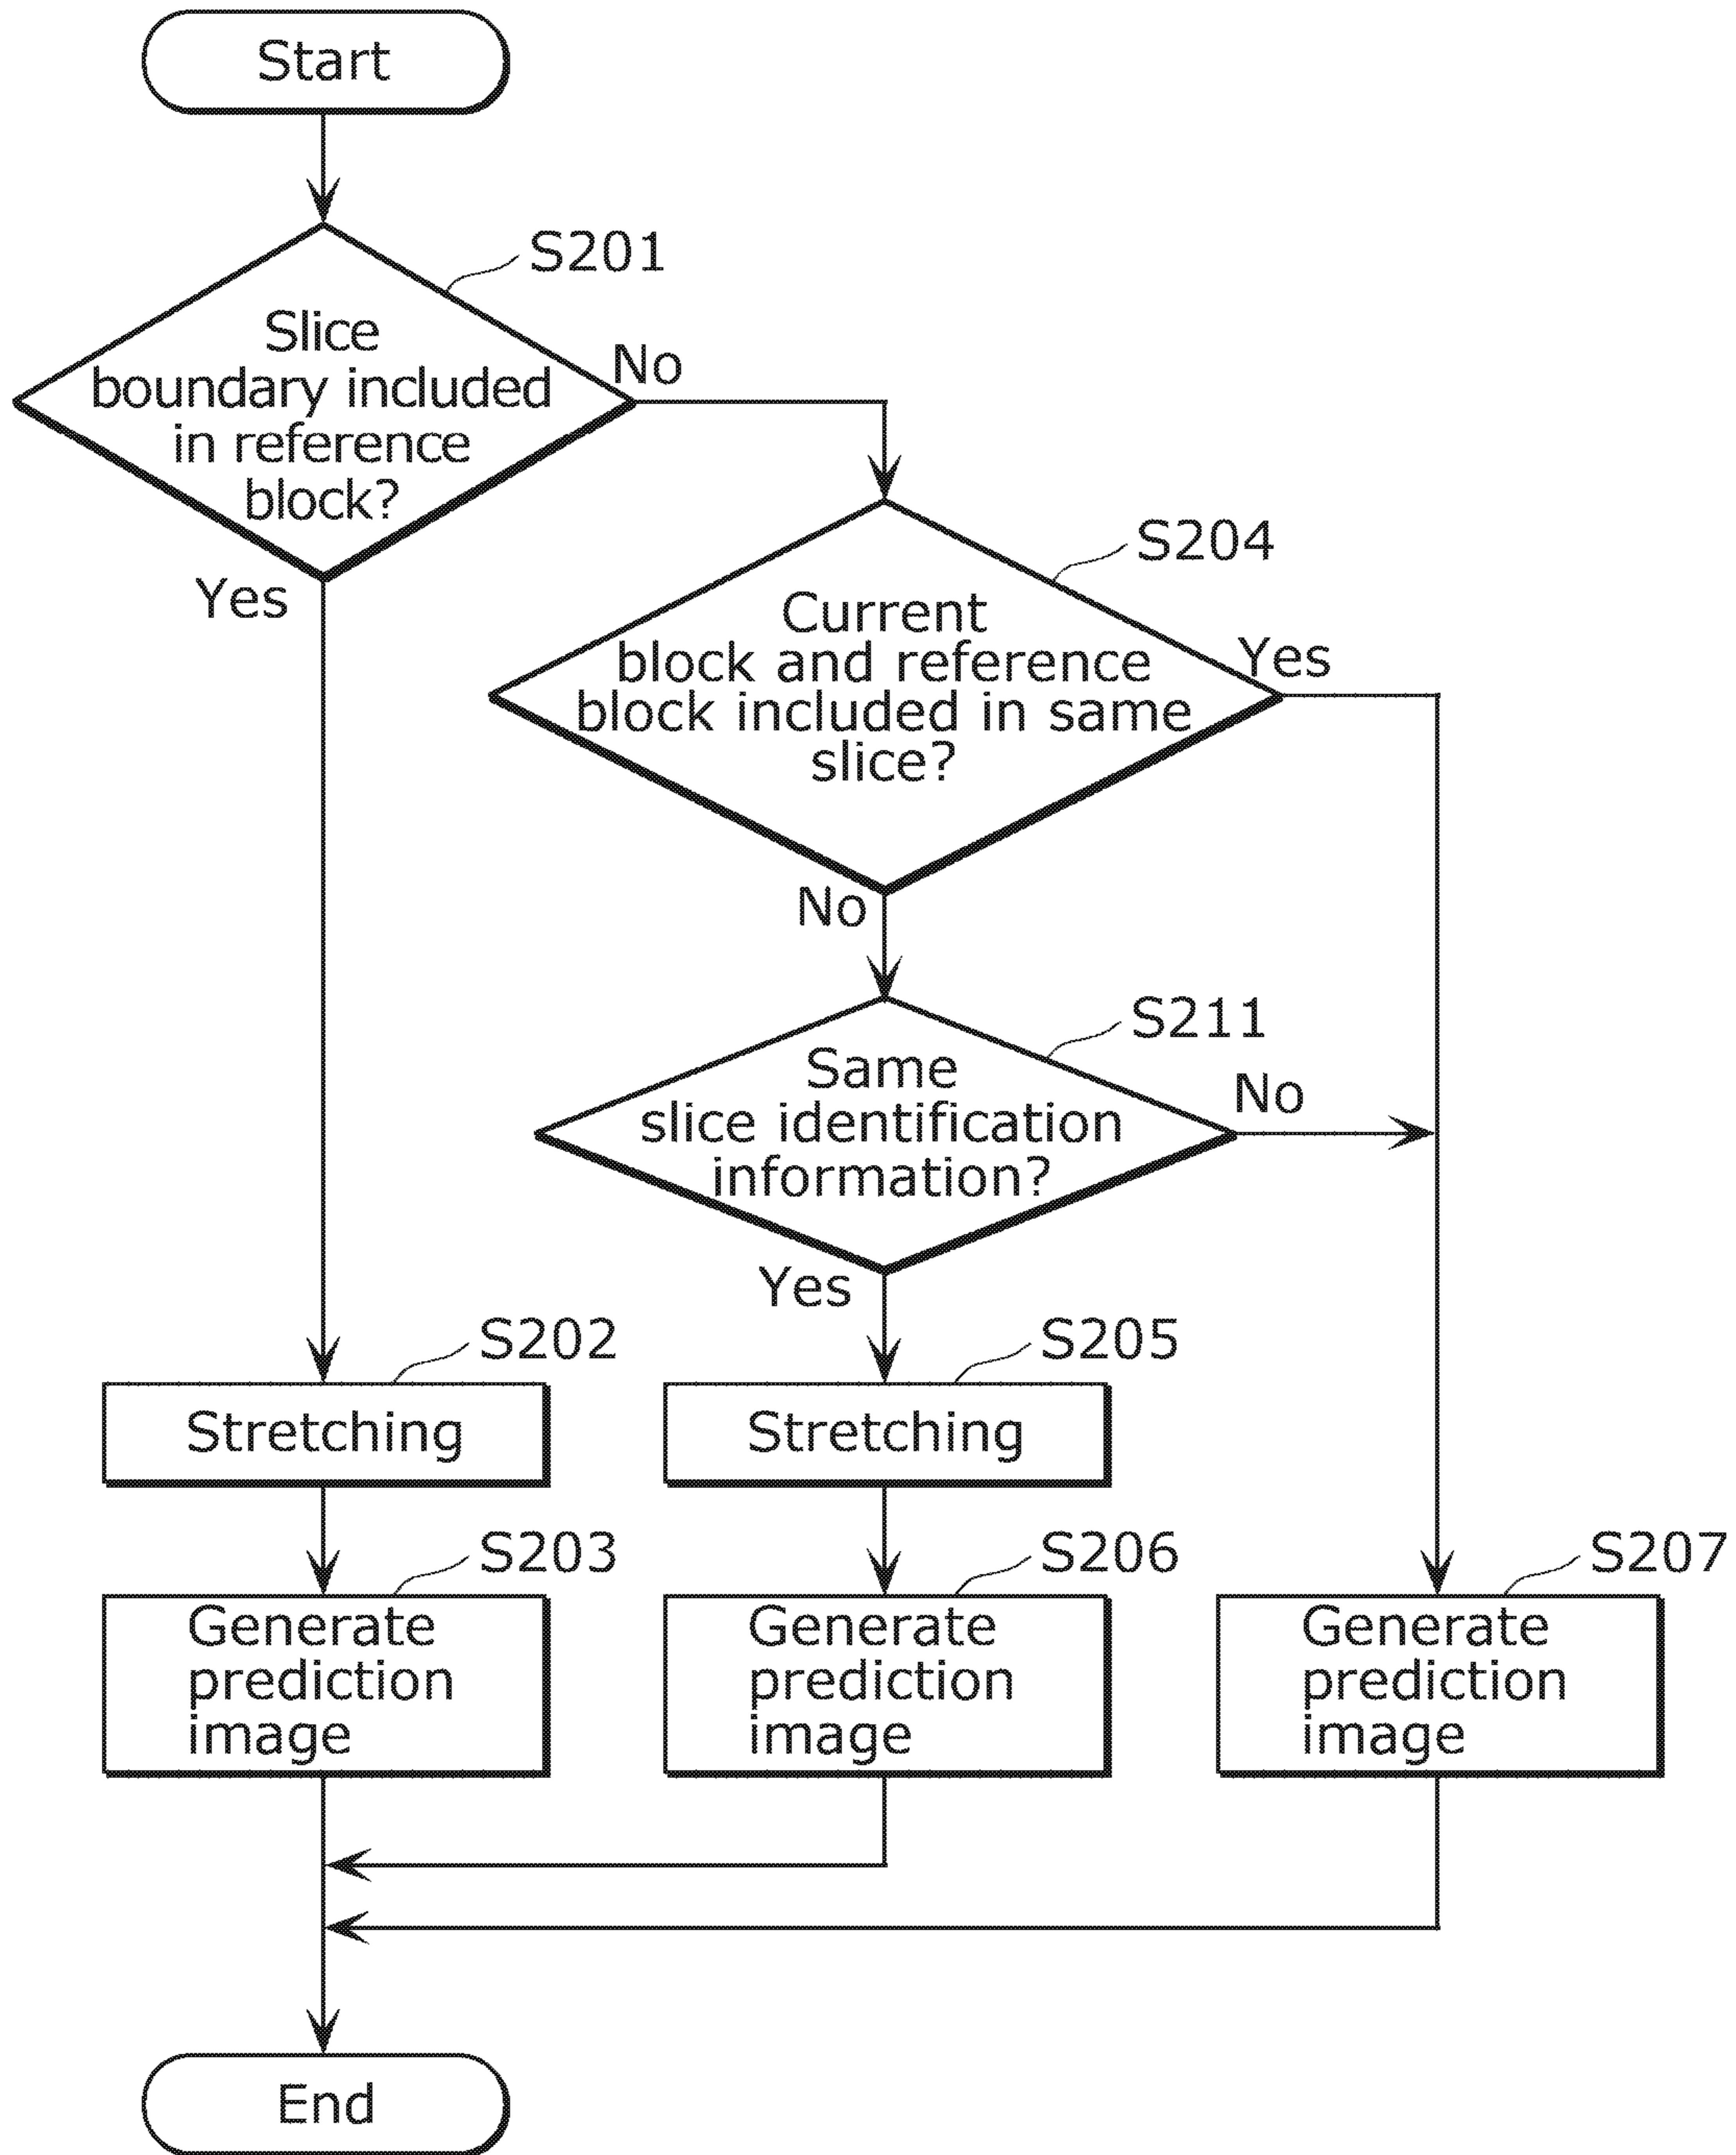 Start
S201
Slice
boundary included
in reference
block?
No
Yes
S204
Current
block and reference
block included in same
slice?
Yes
No
S211
Same
slice identification
information?
No
Yes
S202
Stretching
S205
Stretching
S203
Generate
prediction
image
S206
Generate
prediction
image
S207
Generate
prediction
image
End